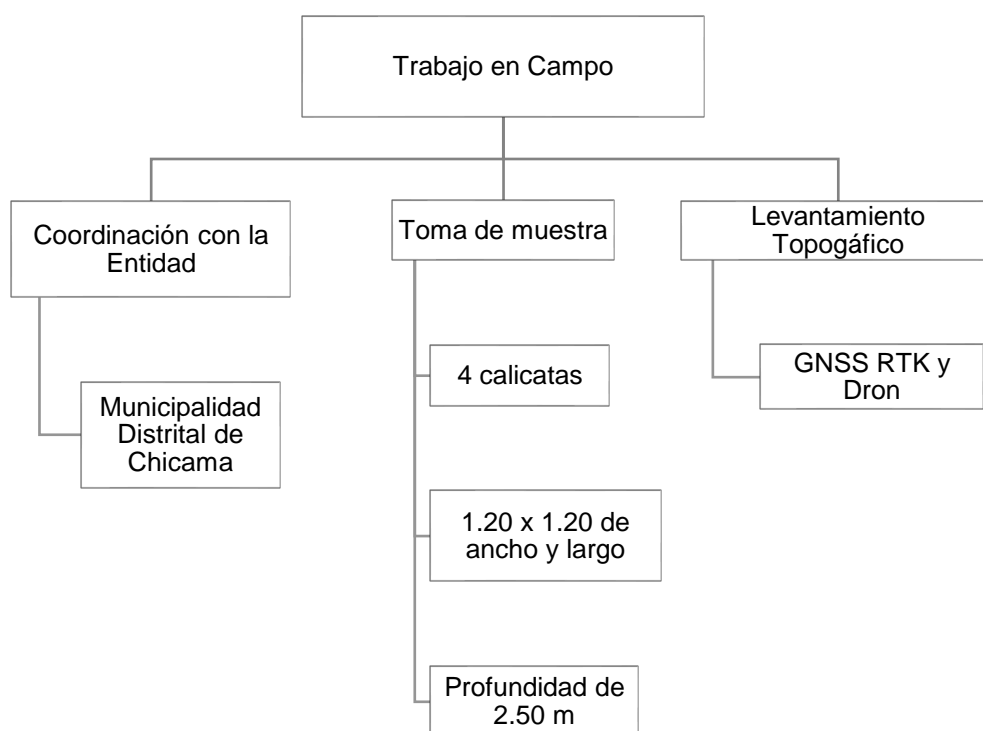 Trabajo en Campo
Coordinación con la
Entidad
Municipalidad
Distrital de
Chicama
Toma de muestra
4 calicatas
1.20 x 1.20 de
ancho y largo
Profundidad de
2.50 m
Levantamiento
Topogáfico
GNSS RTK y
Dron